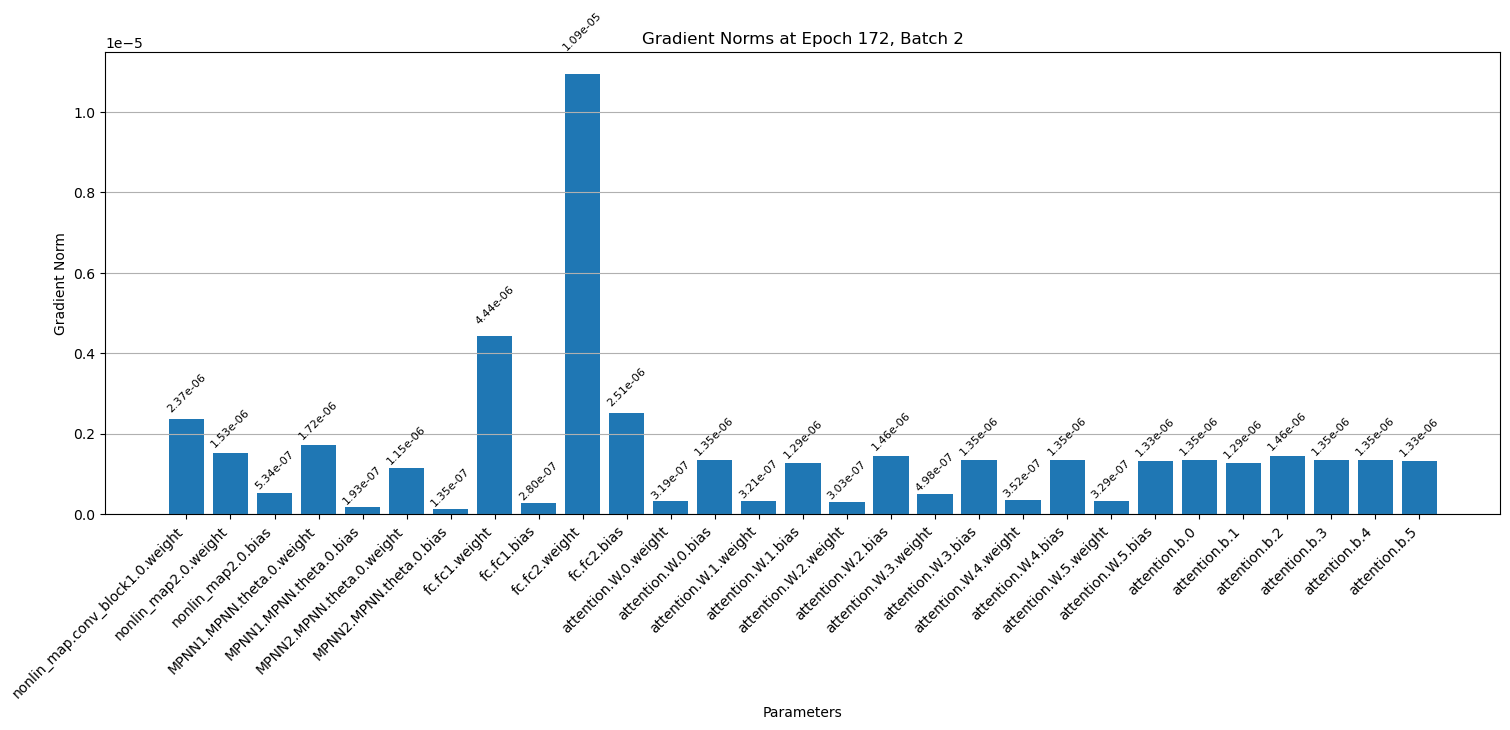 Gradient Norms at Epoch 172, Batch 2
1e−5
1.0
0.8
0.6
0.4
0.2
0.0
Gradient Norm
2.37e-06
1.53e-06
5.34e-07
1.72e-06
1.93e-07
1.15e-06
1.35e-07
4.44e-06
2.80e-07
1.09e-05
2.51e-06
3.19e-07
1.35e-06
3.21e-07
1.29e-06
3.03e-07
1.46e-06
4.98e-07
1.35e-06
3.52e-07
1.35e-06
3.29e-07
1.33e-06
1.35e-06
1.29e-06
1.46e-06
1.35e-06
1.35e-06
1.33e-06
nonlin_map.conv_block1.0.weight
nonlin_map2.0.weight
nonlin_map2.0.bias
MPNN1.MPNN.theta.0.weight
MPNN1.MPNN.theta.0.bias
MPNN2.MPNN.theta.0.weight
MPNN2.MPNN.theta.0.bias
fc.fc1.weight
fc.fc1.bias
fc.fc2.weight
fc.fc2.bias
attention.W.0.weight
attention.W.0.bias
attention.W.1.weight
attention.W.1.bias
attention.W.2.weight
attention.W.2.bias
attention.W.3.weight
attention.W.3.bias
attention.W.4.weight
attention.W.4.bias
attention.W.5.weight
attention.W.5.bias
attention.b.0
attention.b.1
attention.b.2
attention.b.3
attention.b.4
attention.b.5
Parameters